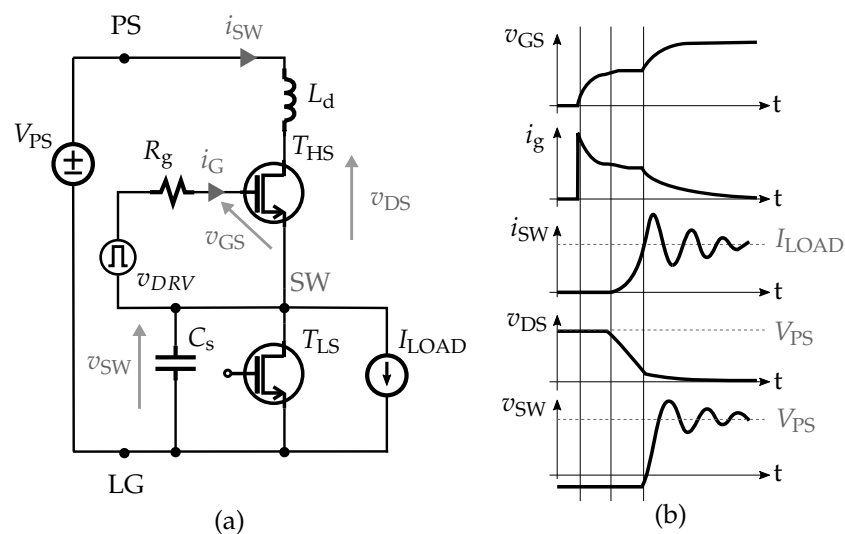 PS
i_SW
L_d
V_PS
R_g
i_G
T_HS
v_DS
v_GS
v_DRV
SW
C_s
T_LS
I_LOAD
v_SW
LG
(a)
v_GS
t
i_g
t
i_SW
I_LOAD
t
v_DS
V_PS
t
v_SW
V_PS
t
(b)